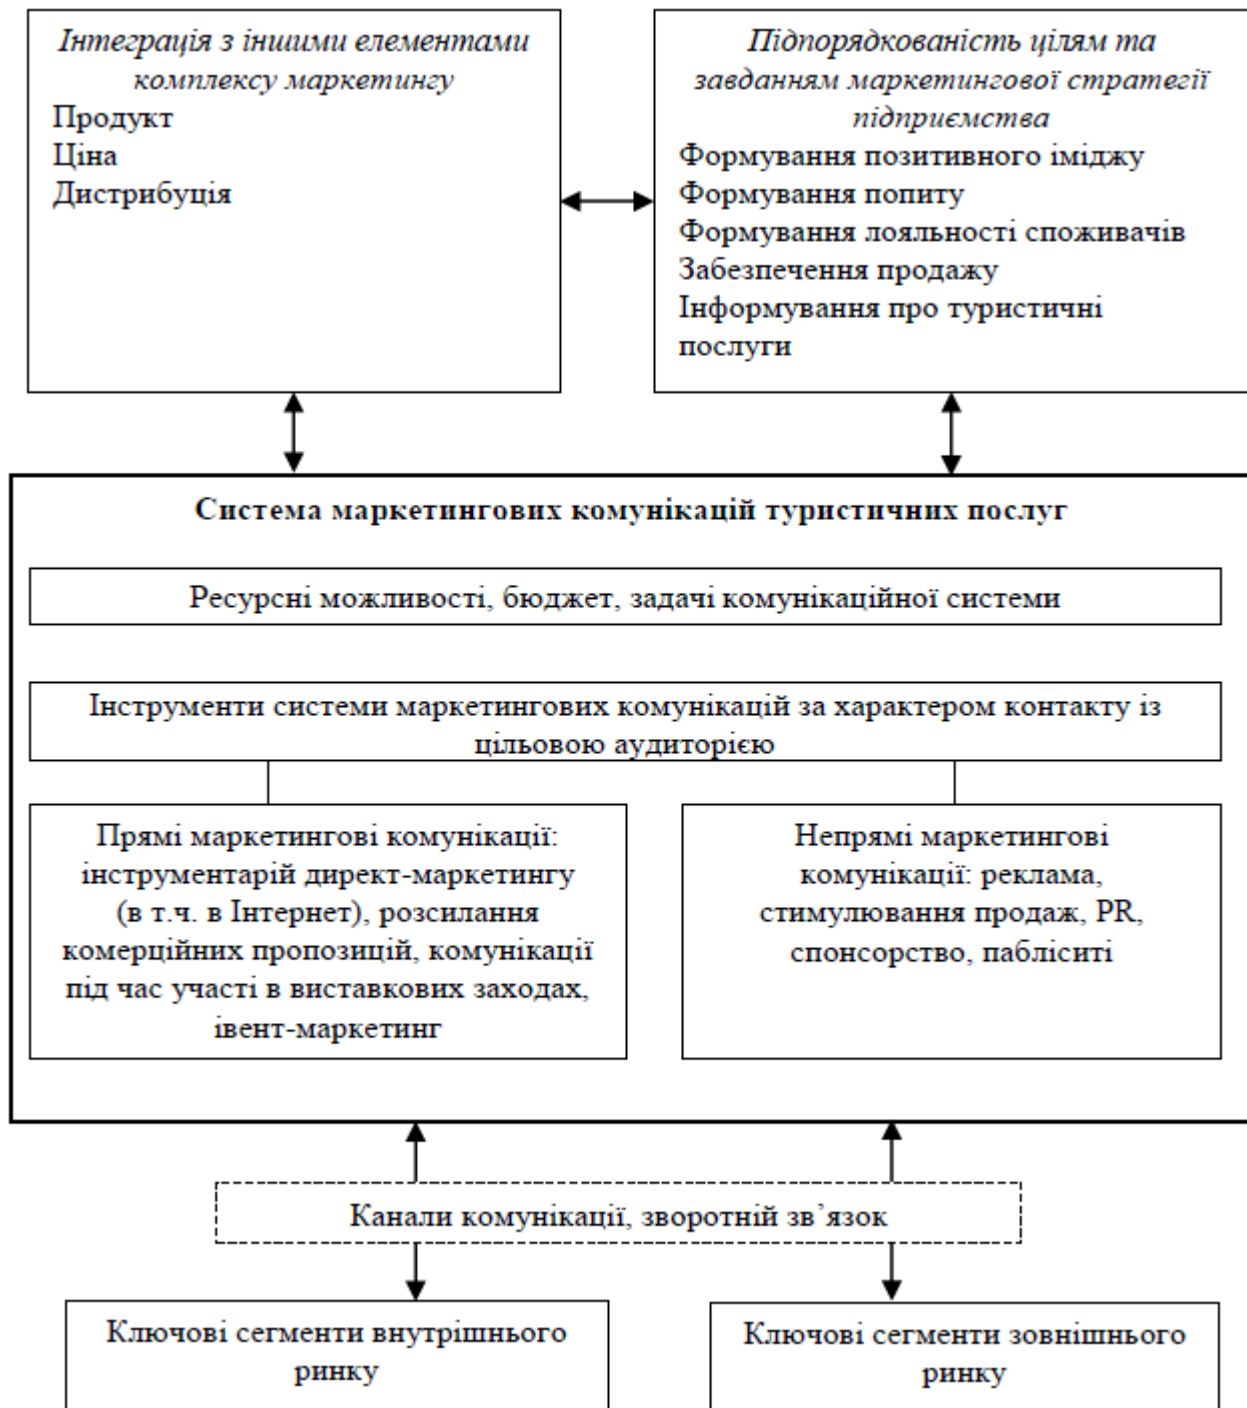 Інтеграція з іншими елементами
комплексу маркетингу
Продукт
Ціна
Дистрибуція
Підпорядкованість цілям та
завданням маркетингової стратегії
підприємства
Формування позитивного іміджу
Формування попиту
Формування лояльності споживачів
Забезпечення продажу
Інформування про туристичні
послуги
Система маркетингових комунікацій туристичних послуг
Ресурсні можливості, бюджет, задачі комунікаційної системи
Інструменти системи маркетингових комунікацій за характером контакту із
цільовою аудиторією
Прямі маркетингові комунікації:
інструментарій директ-маркетингу
(в т.ч. в Інтернет), розсилання
комерційних пропозицій, комунікації
під час участі в виставкових заходах,
івент-маркетинг
Непрямі маркетингові
комунікації: реклама,
стимулювання продаж, PR,
спонсорство, пабліситі
Канали комунікації, зворотній зв’язок
Ключові сегменти внутрішнього
ринку
Ключові сегменти зовнішнього
ринку